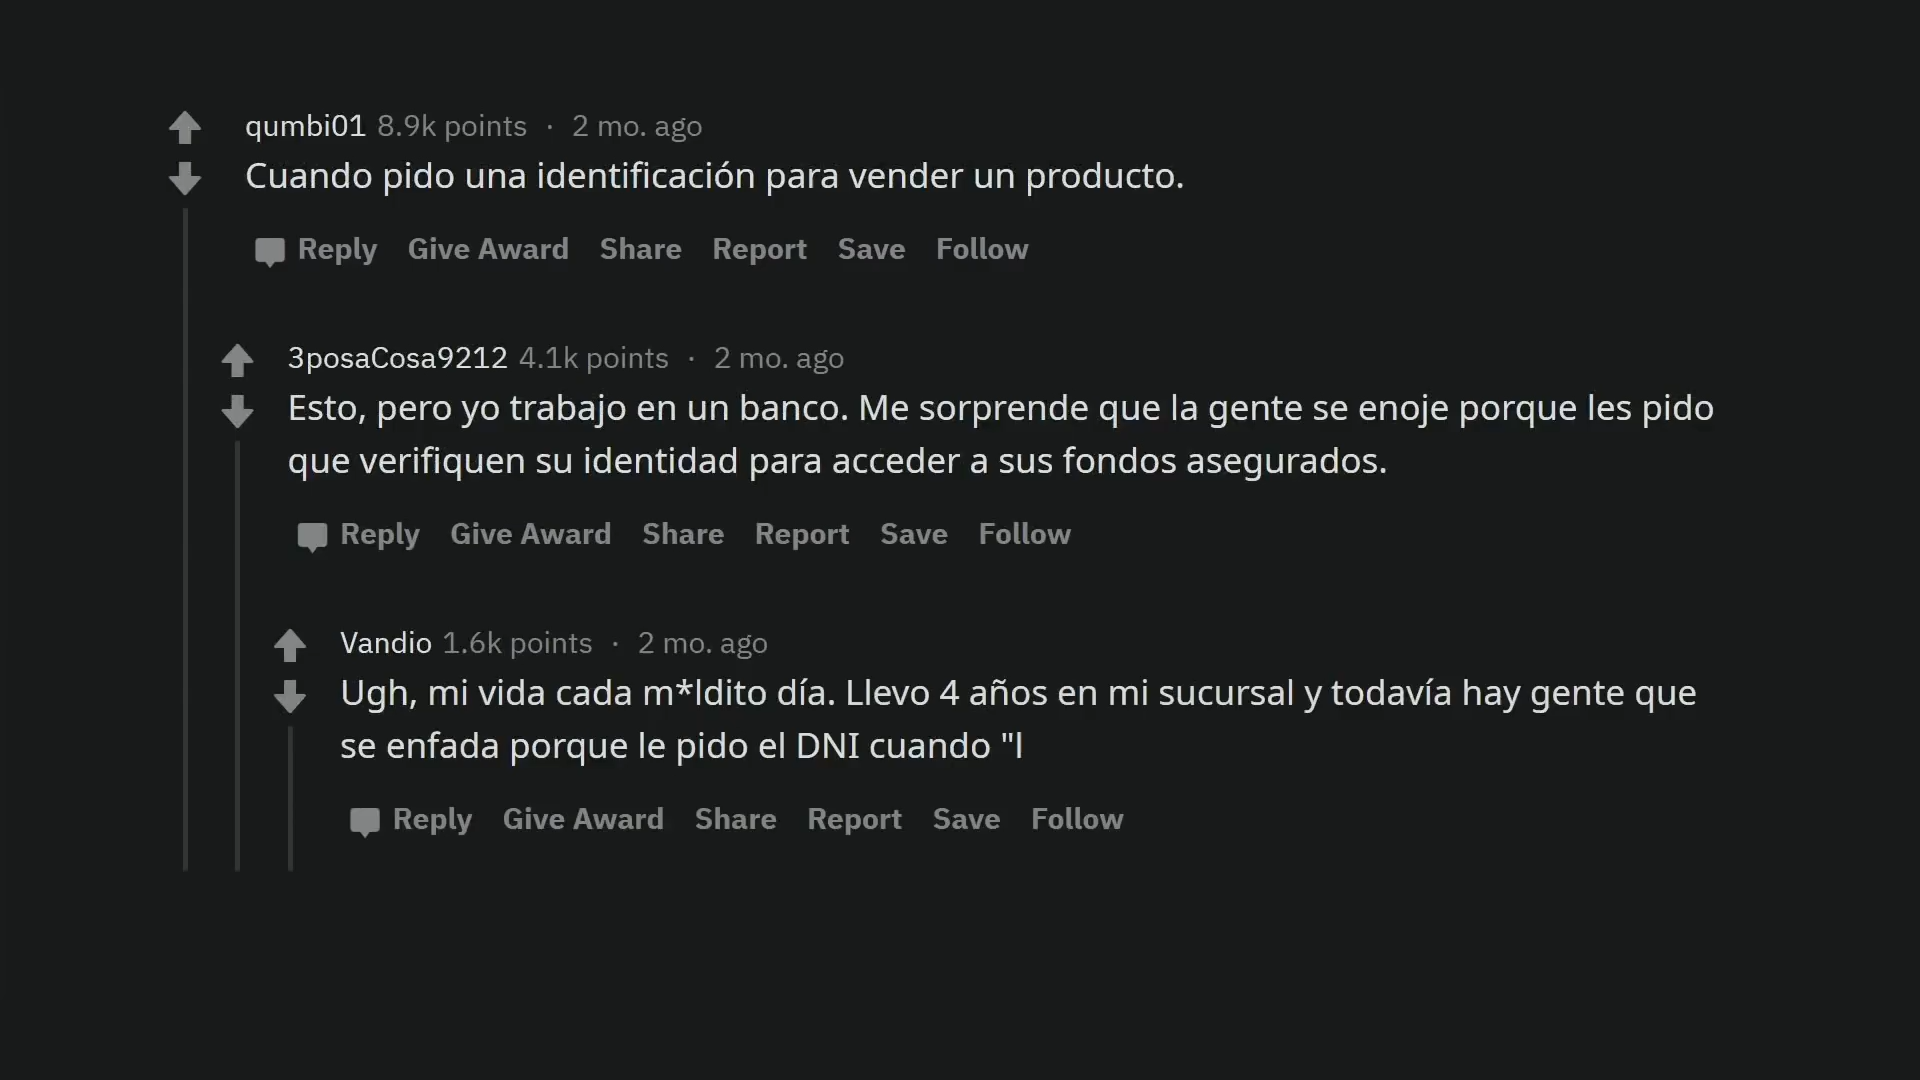 qumbi01 8.9k points · 2 mo. ago
Cuando pido una identificación para vender un producto.
Reply Give Award Share Report Save Follow
3posaCosa9212 4.1k points · 2 mo. ago
Esto, pero yo trabajo en un banco. Me sorprende que la gente se enoje porque les pido
que verifiquen su identidad para acceder a sus fondos asegurados.
Reply Give Award Share Report Save Follow
Vandio 1.6k points · 2 mo. ago
Ugh, mi vida cada m*ldito día. Llevo 4 años en mi sucursal y todavía hay gente que
se enfada porque le pido el DNI cuando "l
Reply Give Award Share Report Save Follow